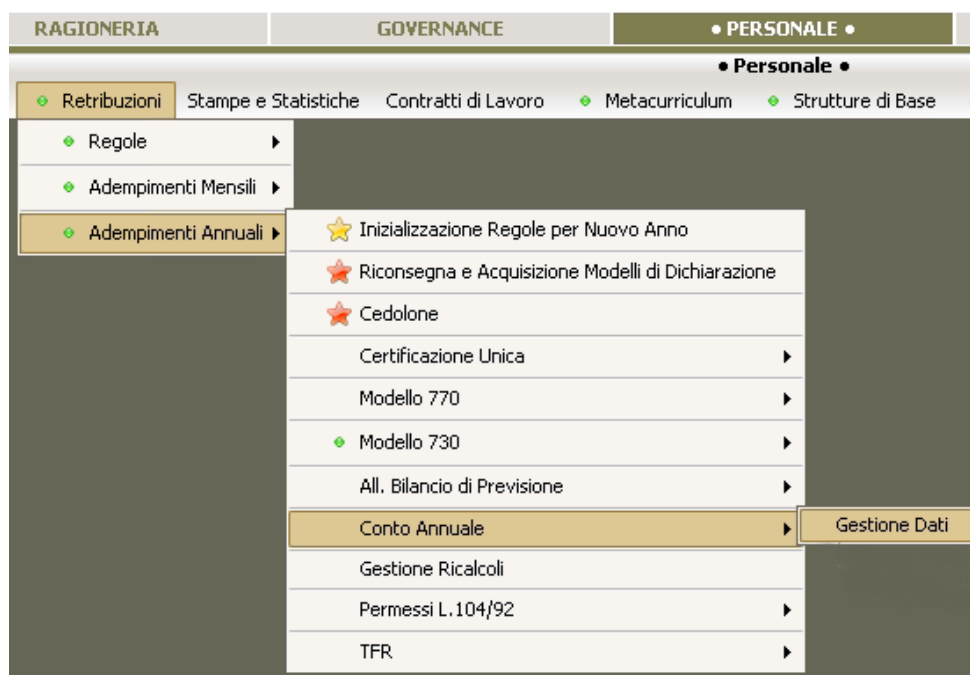 RAGIONERIA GOVERNANCE • PERSONALE •
• Personale •
Retribuzioni Stampe e Statistiche Contratti di Lavoro Metacurriculum Strutture di Base
Regole
Adempimenti Mensili
Adempimenti Annuali
Inizializzazione Regole per Nuovo Anno
Riconsegna e Acquisizione Modelli di Dichiarazione
Cedolone
Certificazione Unica
Modello 770
Modello 730
All. Bilancio di Previsione
Conto Annuale
Gestione Dati
Gestione Ricalcoli
Permessi L.104/92
TFR